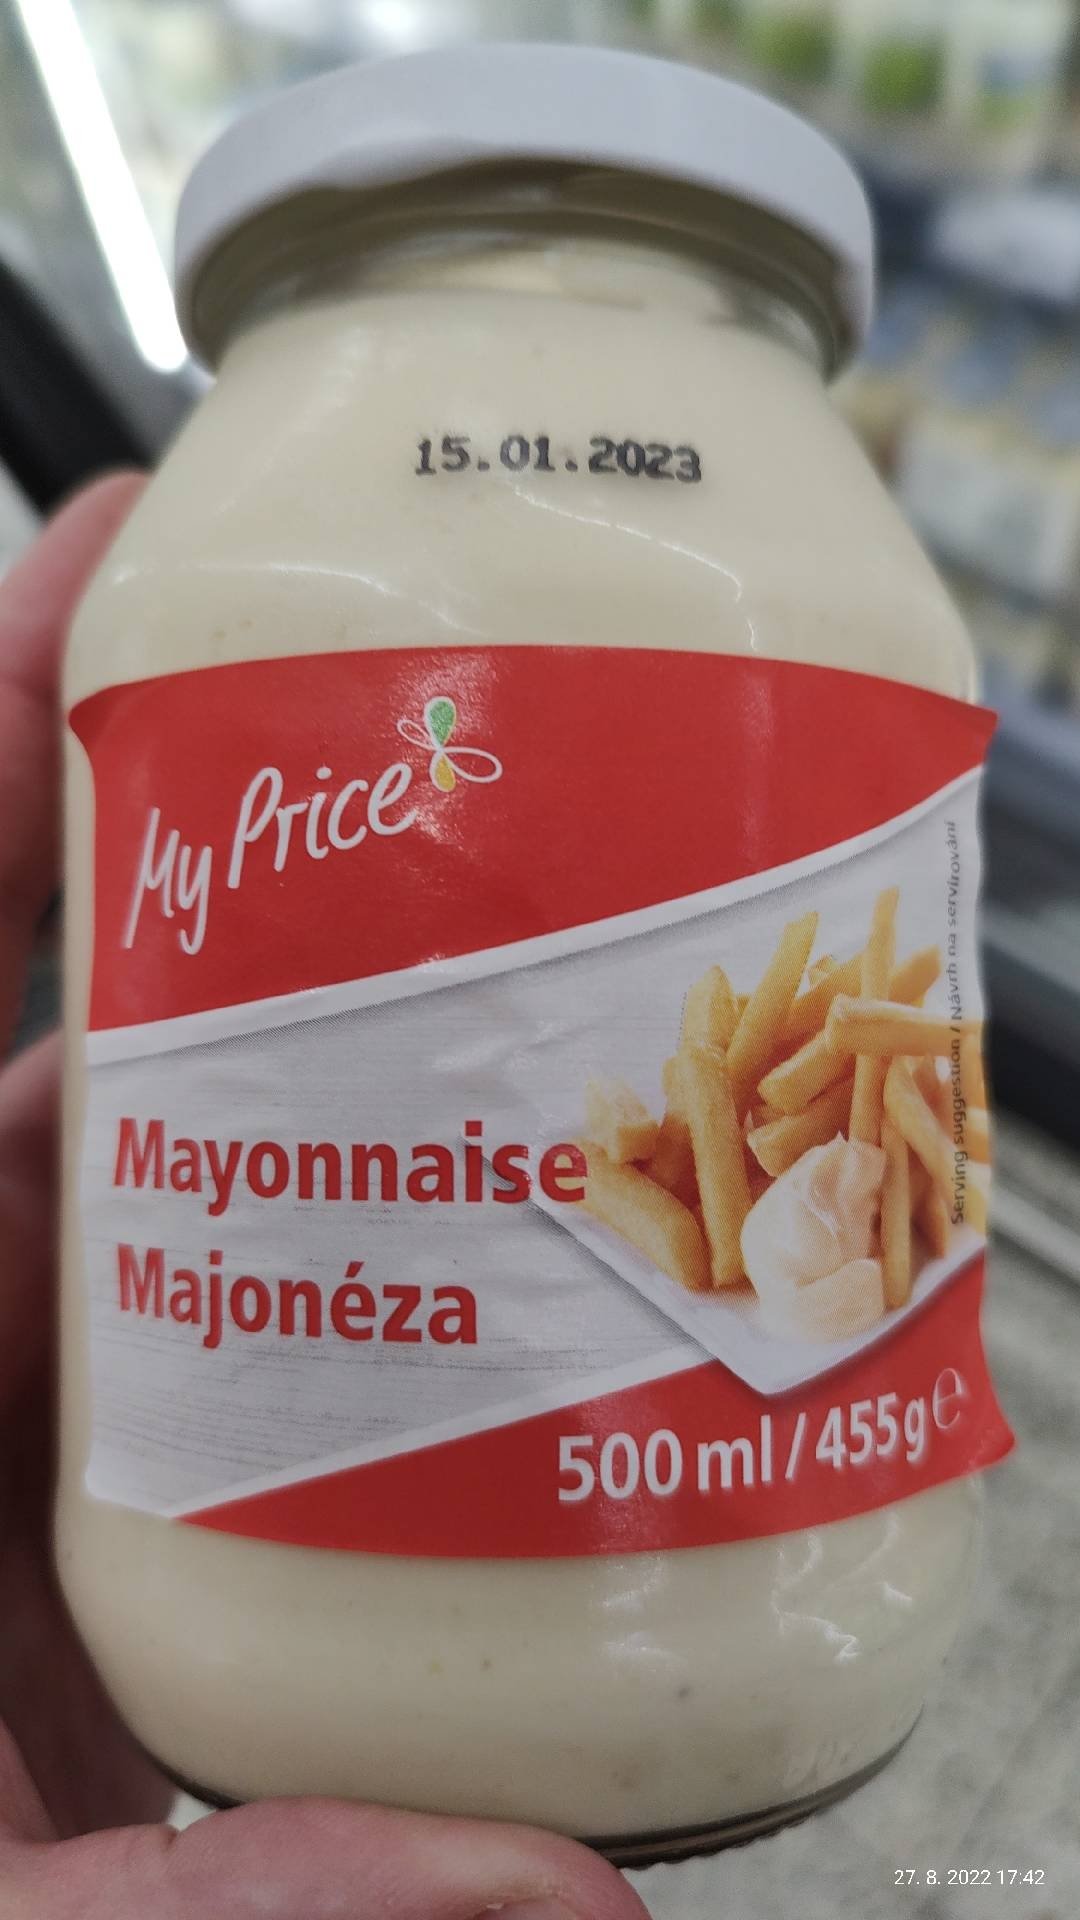 15.01.2023
My Price
Mayonnaise
Majonéza
Serving suggestion / Návrh na servírování
500 ml / 455 g e
27. 8. 2022 17:42